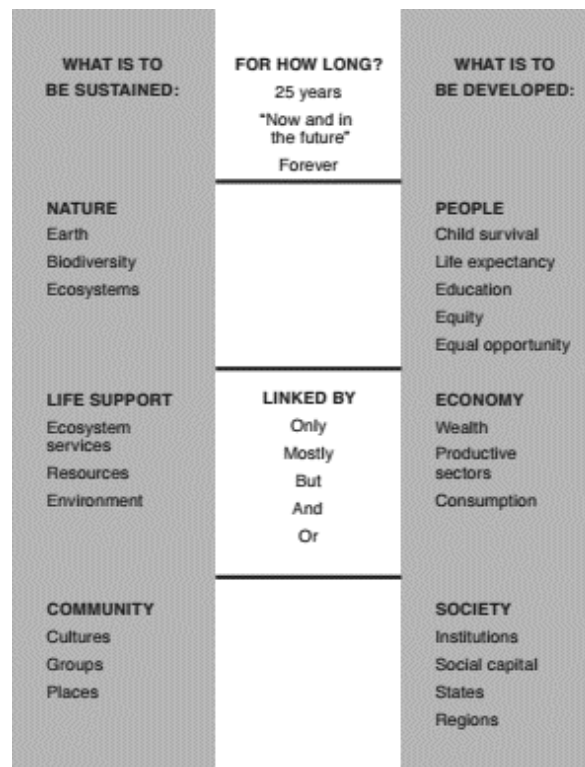 WHAT IS TO
BE SUSTAINED:
FOR HOW LONG?
25 years
“Now and in
the future”
Forever
WHAT IS TO
BE DEVELOPED:
NATURE
Earth
Biodiversity
Ecosystems
PEOPLE
Child survival
Life expectancy
Education
Equity
Equal opportunity
LIFE SUPPORT
Ecosystem
services
Resources
Environment
LINKED BY
Only
Mostly
But
And
Or
ECONOMY
Wealth
Productive
sectors
Consumption
COMMUNITY
Cultures
Groups
Places
SOCIETY
Institutions
Social capital
States
Regions